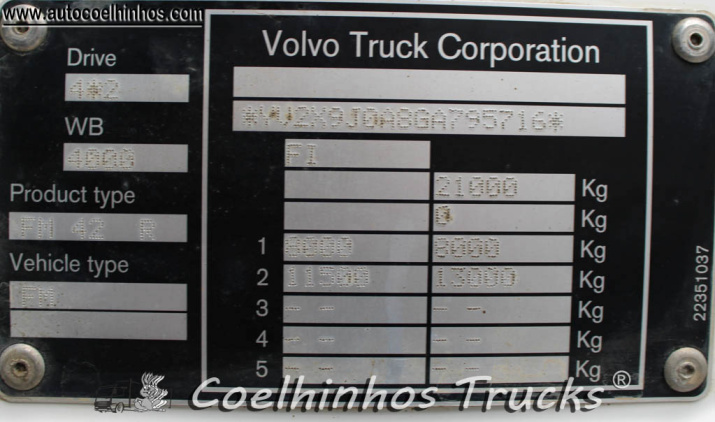 www.autocoelhinhos.com
Volvo Truck Corporation
Drive
4*2
WB
4000
Product type
FM 42 R
Vehicle type
FM
FI
21000 Kg
0 Kg
1 8000 8000 Kg
2 11500 13000 Kg
3 -- -- Kg
4 -- -- Kg
5 -- -- Kg
22351037
Coelhinhos Trucks ®